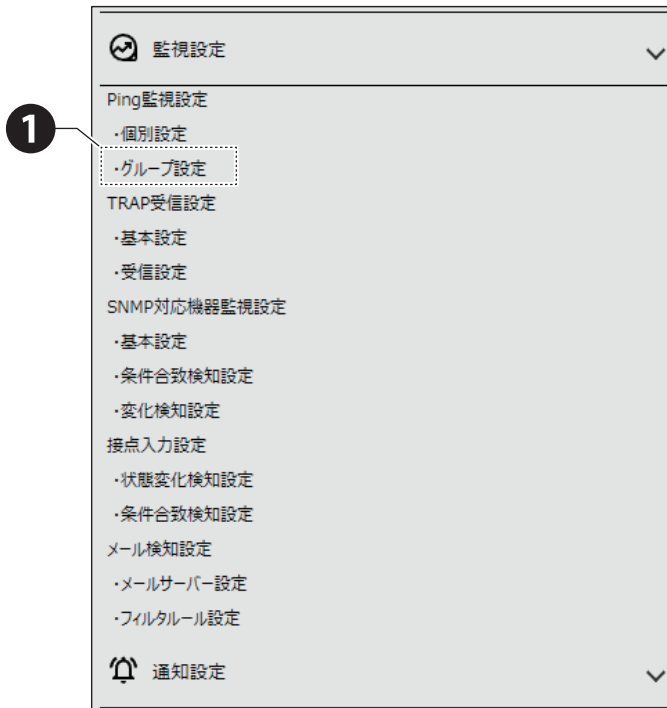 監視設定
Ping監視設定
・個別設定
1
・グループ設定
TRAP受信設定
・基本設定
・受信設定
SNMP対応機器監視設定
・基本設定
・条件合致検知設定
・変化検知設定
接点入力設定
・状態変化検知設定
・条件合致検知設定
メール検知設定
・メールサーバー設定
・フィルタルール設定
通知設定